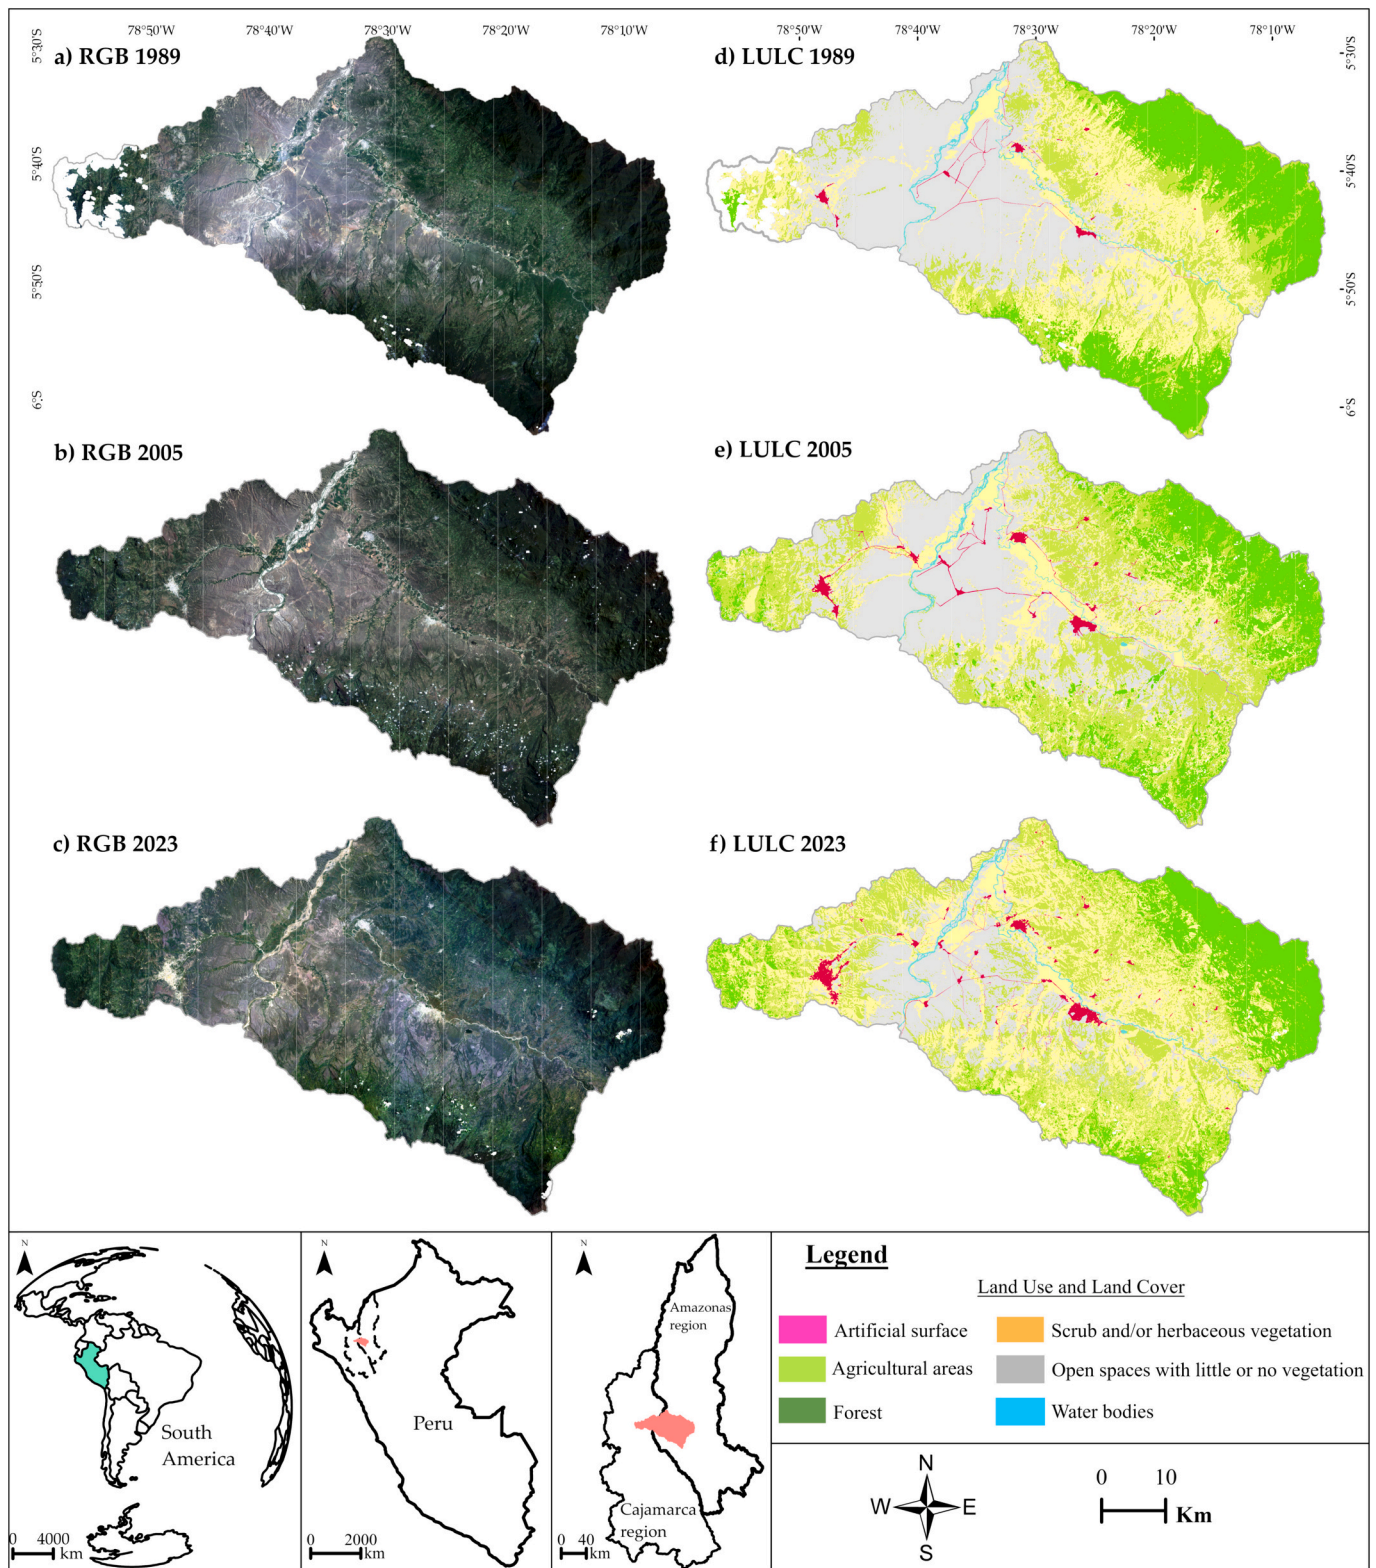 78°50'W 78°40'W 78°30'W 78°20'W 78°10'W
78°50'W 78°40'W 78°30'W 78°20'W 78°10'W
5°30'S
5°40'S
5°50'S
6°S
a) RGB 1989
d) LULC 1989
5°30'S
5°40'S
5°50'S
6°S
b) RGB 2005
e) LULC 2005
c) RGB 2023
f) LULC 2023
N
South
America
0 4000
km
N
Peru
0 2000
km
N
Amazonas
region
Cajamarca
region
0 40
km
Legend
Land Use and Land Cover
Artificial surface
Scrub and/or herbaceous vegetation
Agricultural areas
Open spaces with little or no vegetation
Forest
Water bodies
N
W E
S
0 10
Km